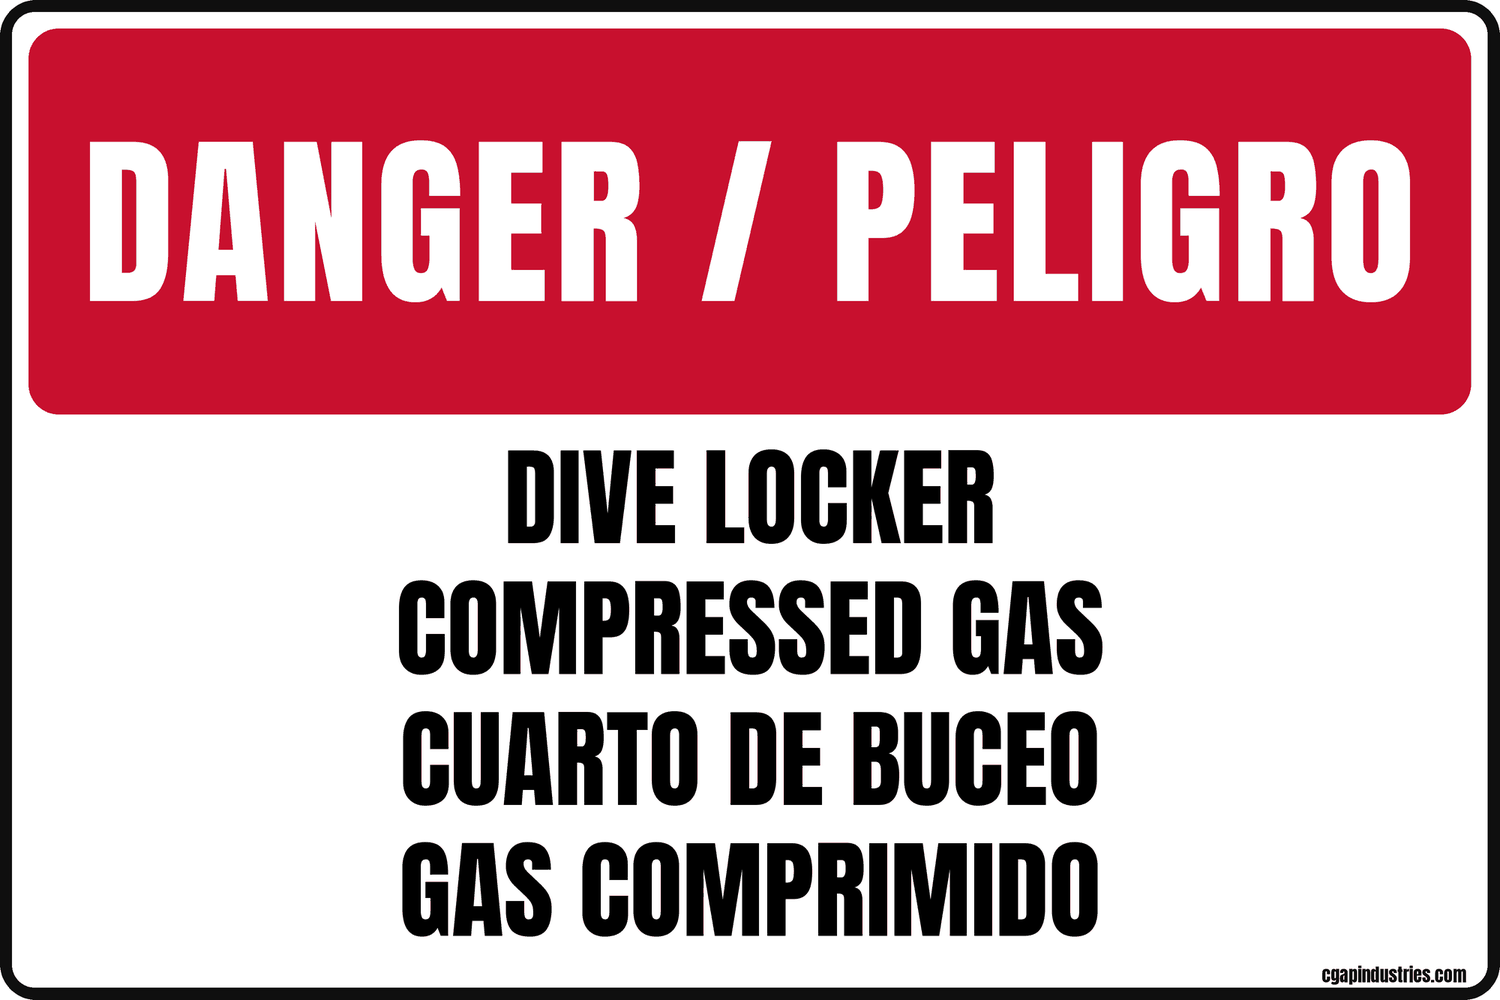 DANGER / PELIGRO
DIVE LOCKER
COMPRESSED GAS
CUARTO DE BUCEO
GAS COMPRIMIDO
cgapindustries.com